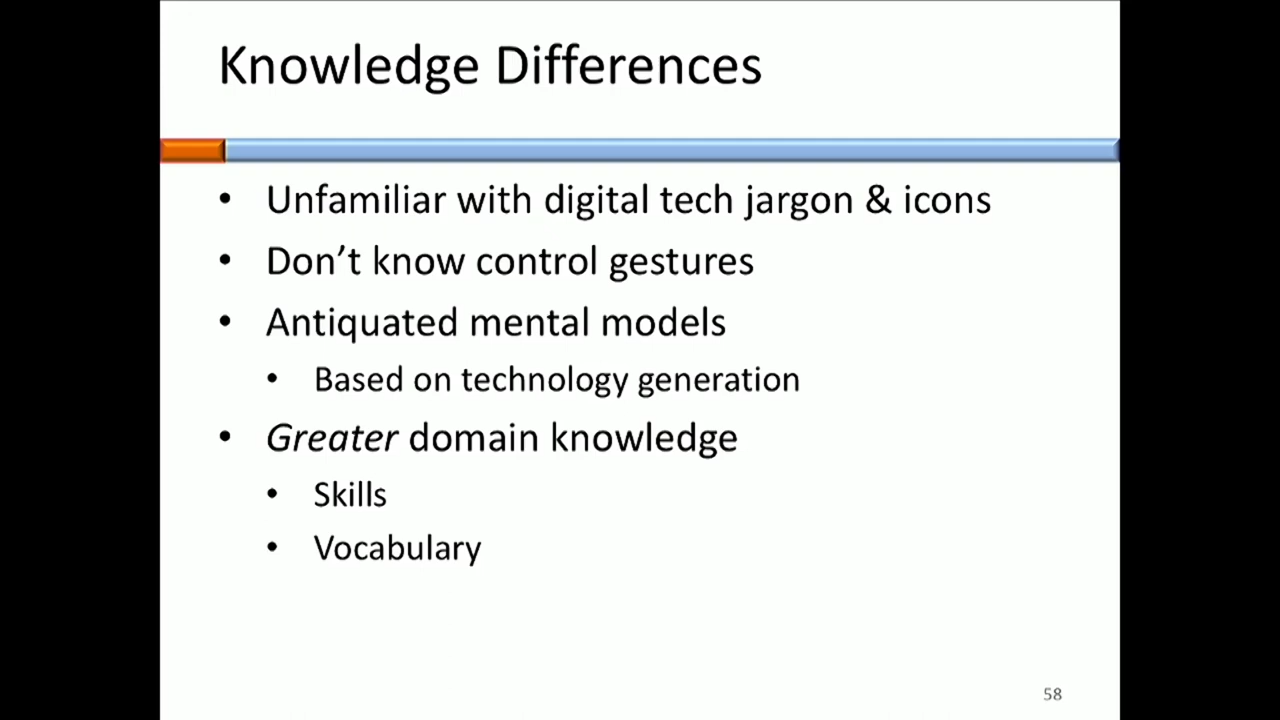 Knowledge Differences
• Unfamiliar with digital tech jargon & icons
• Don’t know control gestures
• Antiquated mental models
• Based on technology generation
• Greater domain knowledge
• Skills
• Vocabulary
58